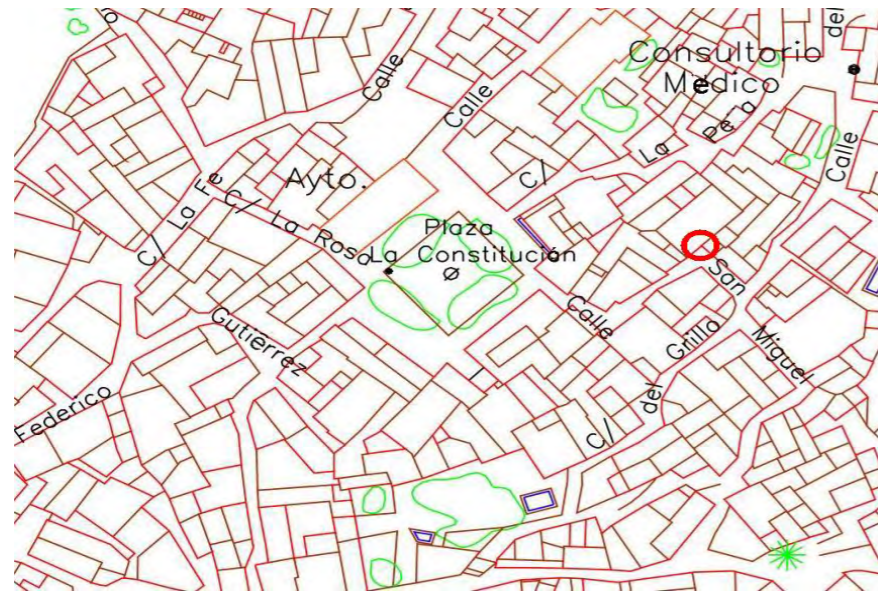 del
Consultorio
Médico
Calle
Calle
C/
La Pe a
Calle
Ayto.
C/ La Fe
C/ La Rosa
Plaza
La Constitución
San
Miguel
Calle
C/ del Grillo
Gutierrez
Federico